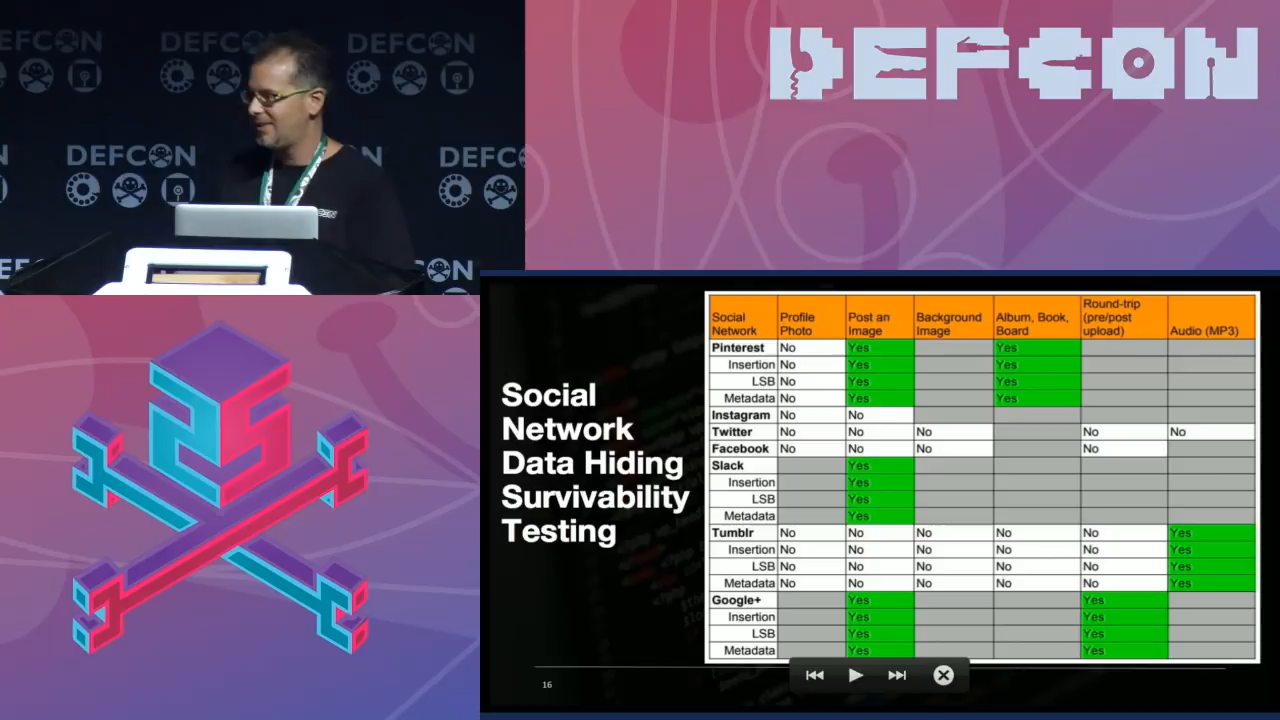 DEFCON
DEFCON
DEFCON
DEFCON
DEFCON
Social
Network
Data Hiding
Survivability
Testing
Social Network | Profile Photo | Post an Image | Background Image | Album, Book, Board | Round-trip (pre/post upload) | Audio (MP3)
Pinterest No Yes Yes
Insertion No Yes Yes
LSB No Yes Yes
Metadata No Yes Yes
Instagram No No
Twitter No No No No No
Facebook No No No No
Slack Yes
Insertion Yes
LSB Yes
Metadata Yes
Tumblr No No No No No Yes
Insertion No No No No No Yes
LSB No No No No No Yes
Metadata No No No No No Yes
Google+ Yes Yes
Insertion Yes Yes
LSB Yes Yes
Metadata Yes Yes
16